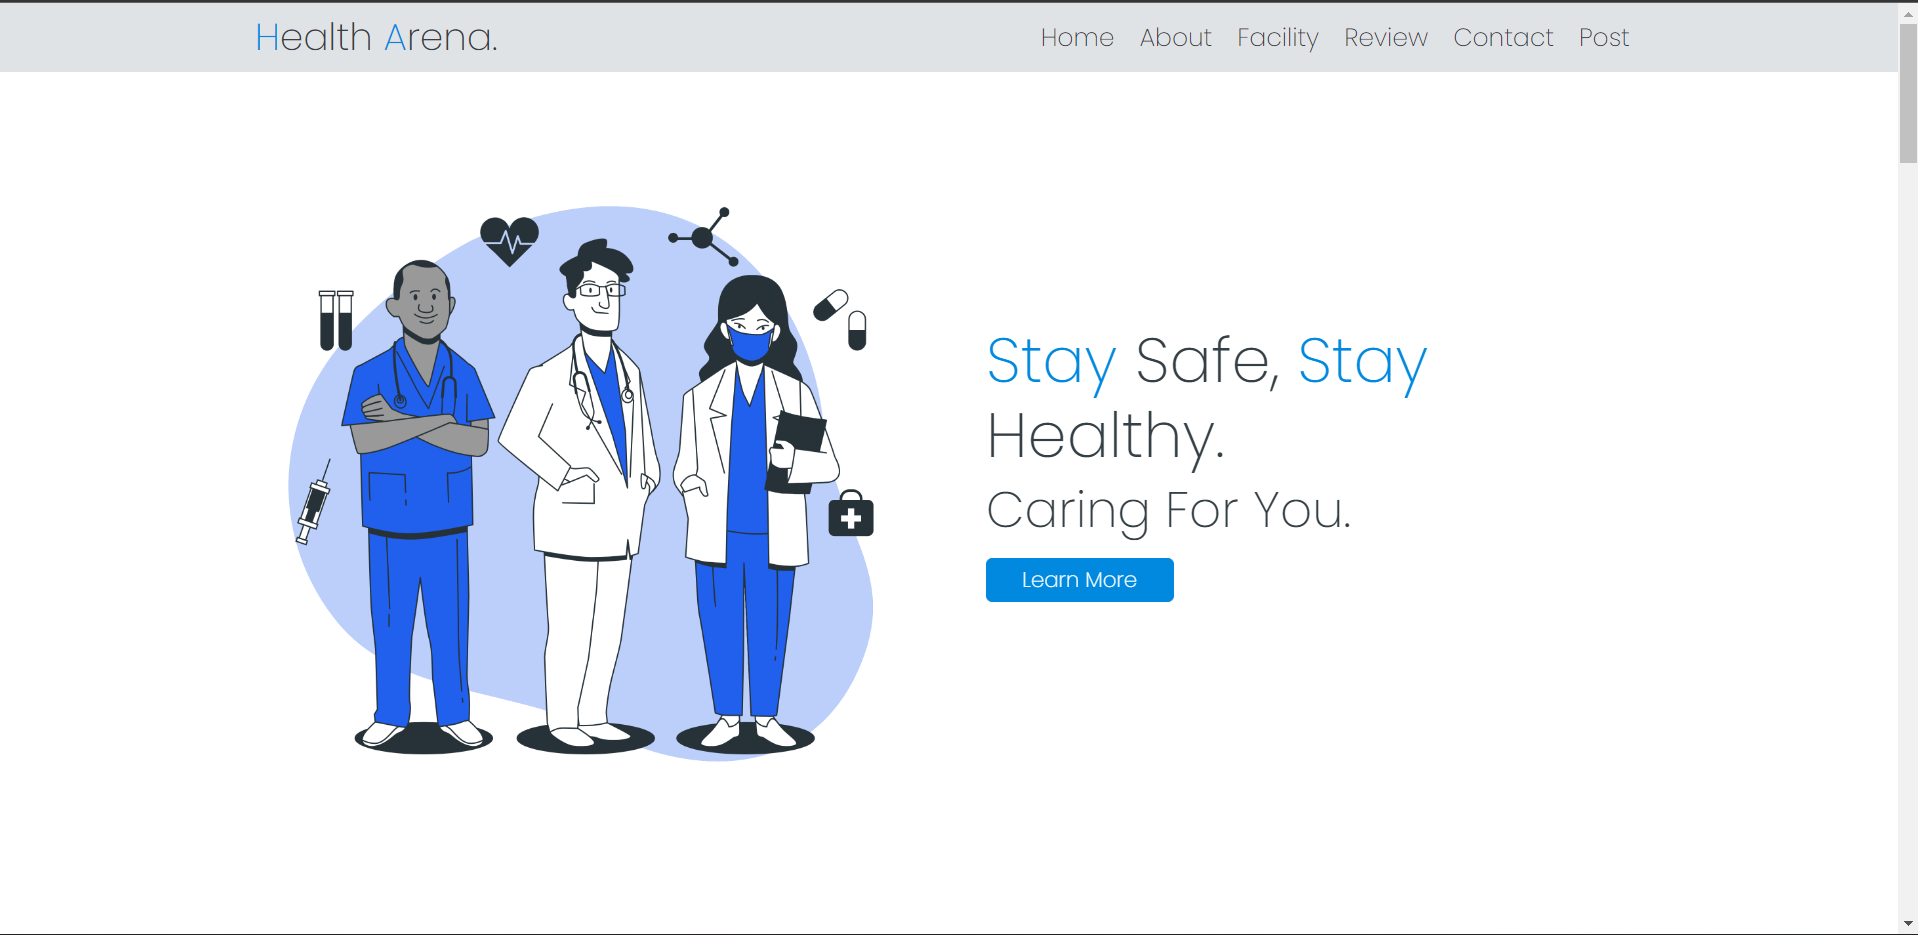 Health Arena.
Home About Facility Review Contact Post
Stay Safe, Stay
Healthy.
Caring For You.
Learn More